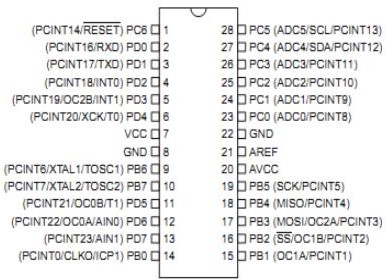 (PCINT14/RESET) PC6 1 28 PC5 (ADC5/SCL/PCINT13)
(PCINT16/RXD) PD0 2 27 PC4 (ADC4/SDA/PCINT12)
(PCINT17/TXD) PD1 3 26 PC3 (ADC3/PCINT11)
(PCINT18/INT0) PD2 4 25 PC2 (ADC2/PCINT10)
(PCINT19/OC2B/INT1) PD3 5 24 PC1 (ADC1/PCINT9)
(PCINT20/XCK/T0) PD4 6 23 PC0 (ADC0/PCINT8)
VCC 7 22 GND
GND 8 21 AREF
(PCINT6/XTAL1/TOSC1) PB6 9 20 AVCC
(PCINT7/XTAL2/TOSC2) PB7 10 19 PB5 (SCK/PCINT5)
(PCINT21/OC0B/T1) PD5 11 18 PB4 (MISO/PCINT4)
(PCINT22/OC0A/AIN0) PD6 12 17 PB3 (MOSI/OC2A/PCINT3)
(PCINT23/AIN1) PD7 13 16 PB2 (SS/OC1B/PCINT2)
(PCINT0/CLKO/ICP1) PB0 14 15 PB1 (OC1A/PCINT1)